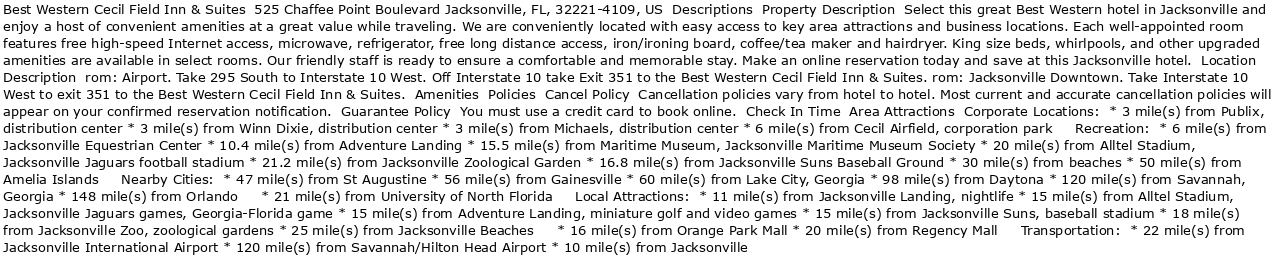 Best Western Cecil Field Inn & Suites  525 Chaffee Point Boulevard Jacksonville, FL, 32221-4109, US  Descriptions  Property Description  Select this great Best Western hotel in Jacksonville and
enjoy a host of convenient amenities at a great value while traveling. We are conveniently located with easy access to key area attractions and business locations. Each well-appointed room
features free high-speed Internet access, microwave, refrigerator, free long distance access, iron/ironing board, coffee/tea maker and hairdryer. King size beds, whirlpools, and other upgraded
amenities are available in select rooms. Our friendly staff is ready to ensure a comfortable and memorable stay. Make an online reservation today and save at this Jacksonville hotel.  Location
Description  rom: Airport. Take 295 South to Interstate 10 West. Off Interstate 10 take Exit 351 to the Best Western Cecil Field Inn & Suites. rom: Jacksonville Downtown. Take Interstate 10
West to exit 351 to the Best Western Cecil Field Inn & Suites.  Amenities  Policies  Cancel Policy  Cancellation policies vary from hotel to hotel. Most current and accurate cancellation policies will
appear on your confirmed reservation notification.  Guarantee Policy  You must use a credit card to book online.  Check In Time  Area Attractions  Corporate Locations:  * 3 mile(s) from Publix,
distribution center * 3 mile(s) from Winn Dixie, distribution center * 3 mile(s) from Michaels, distribution center * 6 mile(s) from Cecil Airfield, corporation park     Recreation:  * 6 mile(s) from
Jacksonville Equestrian Center * 10.4 mile(s) from Adventure Landing * 15.5 mile(s) from Maritime Museum, Jacksonville Maritime Museum Society * 20 mile(s) from Alltel Stadium,
Jacksonville Jaguars football stadium * 21.2 mile(s) from Jacksonville Zoological Garden * 16.8 mile(s) from Jacksonville Suns Baseball Ground * 30 mile(s) from beaches * 50 mile(s) from
Amelia Islands     Nearby Cities:  * 47 mile(s) from St Augustine * 56 mile(s) from Gainesville * 60 mile(s) from Lake City, Georgia * 98 mile(s) from Daytona * 120 mile(s) from Savannah,
Georgia * 148 mile(s) from Orlando     * 21 mile(s) from University of North Florida     Local Attractions:  * 11 mile(s) from Jacksonville Landing, nightlife * 15 mile(s) from Alltel Stadium,
Jacksonville Jaguars games, Georgia-Florida game * 15 mile(s) from Adventure Landing, miniature golf and video games * 15 mile(s) from Jacksonville Suns, baseball stadium * 18 mile(s)
from Jacksonville Zoo, zoological gardens * 25 mile(s) from Jacksonville Beaches     * 16 mile(s) from Orange Park Mall * 20 mile(s) from Regency Mall     Transportation:  * 22 mile(s) from
Jacksonville International Airport * 120 mile(s) from Savannah/Hilton Head Airport * 10 mile(s) from Jacksonville